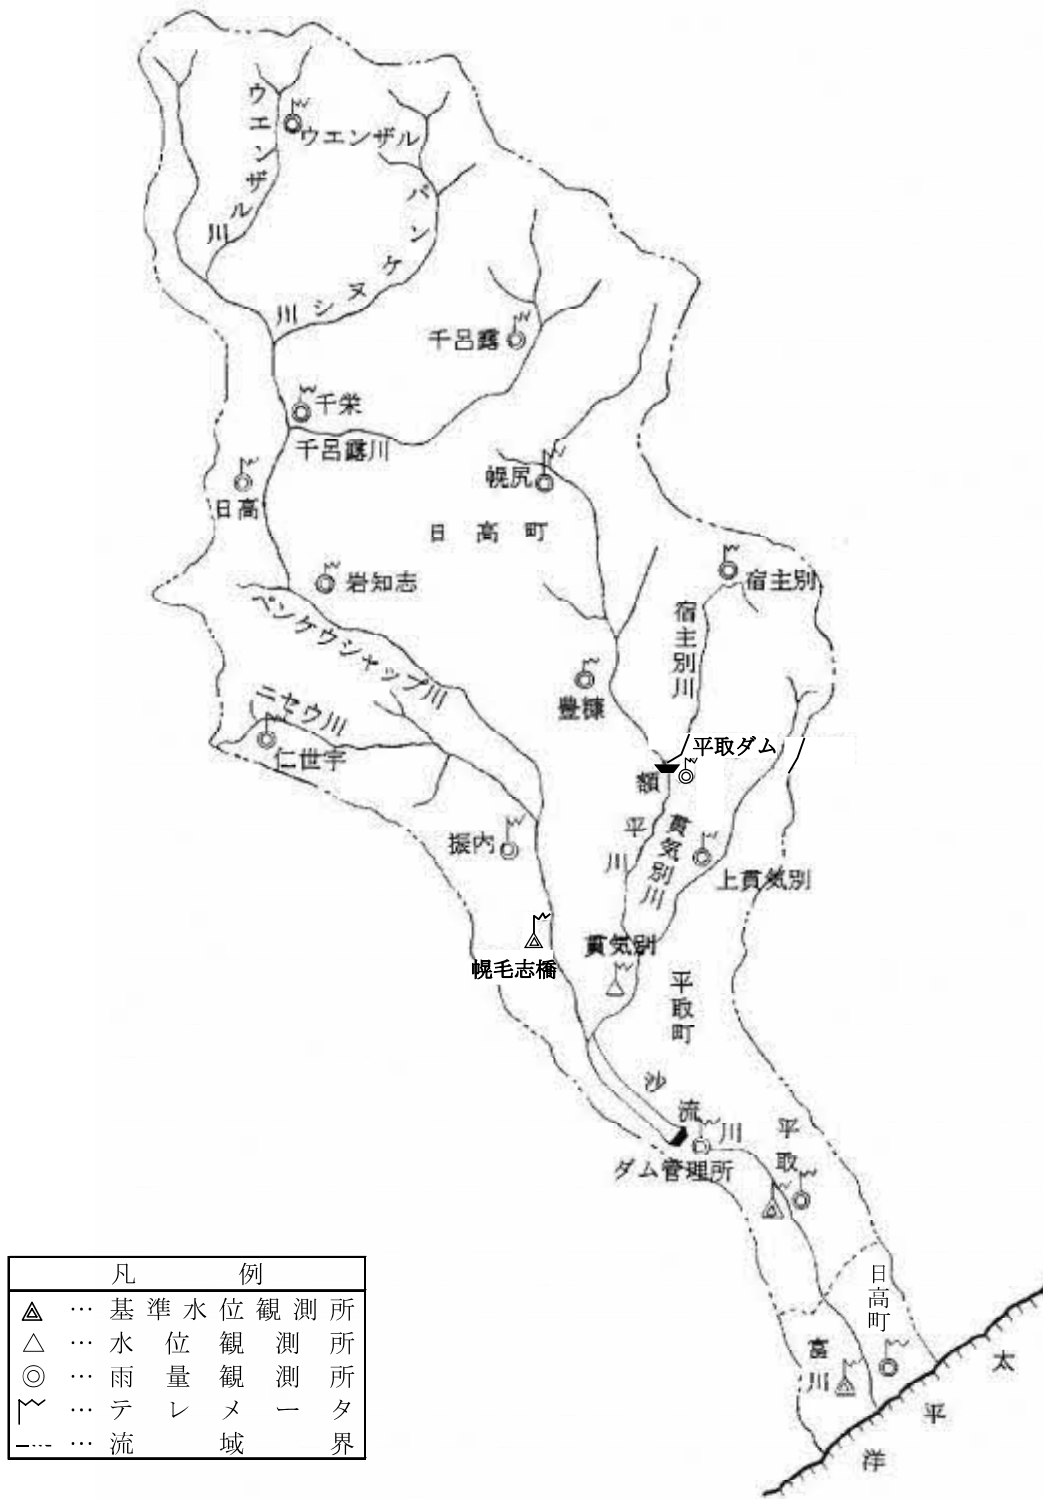 ウエンザル川
ウエンザル
パンケヌシ川
千呂露
千栄
千呂露川
日高
幌尻
日高町
岩知志
宿主別
宿主別川
ペンケウシャップ川
ニセウ川
仁世宇
豊糠
平取ダム
額平川
貫気別川
振内
上貫気別
幌毛志橋
貫気別
平取町
沙流川
ダム管理所
平取
日高町
富川
太平洋
凡例
… 基準水位観測所
… 水位観測所
… 雨量観測所
… テレメータ
… 流域界